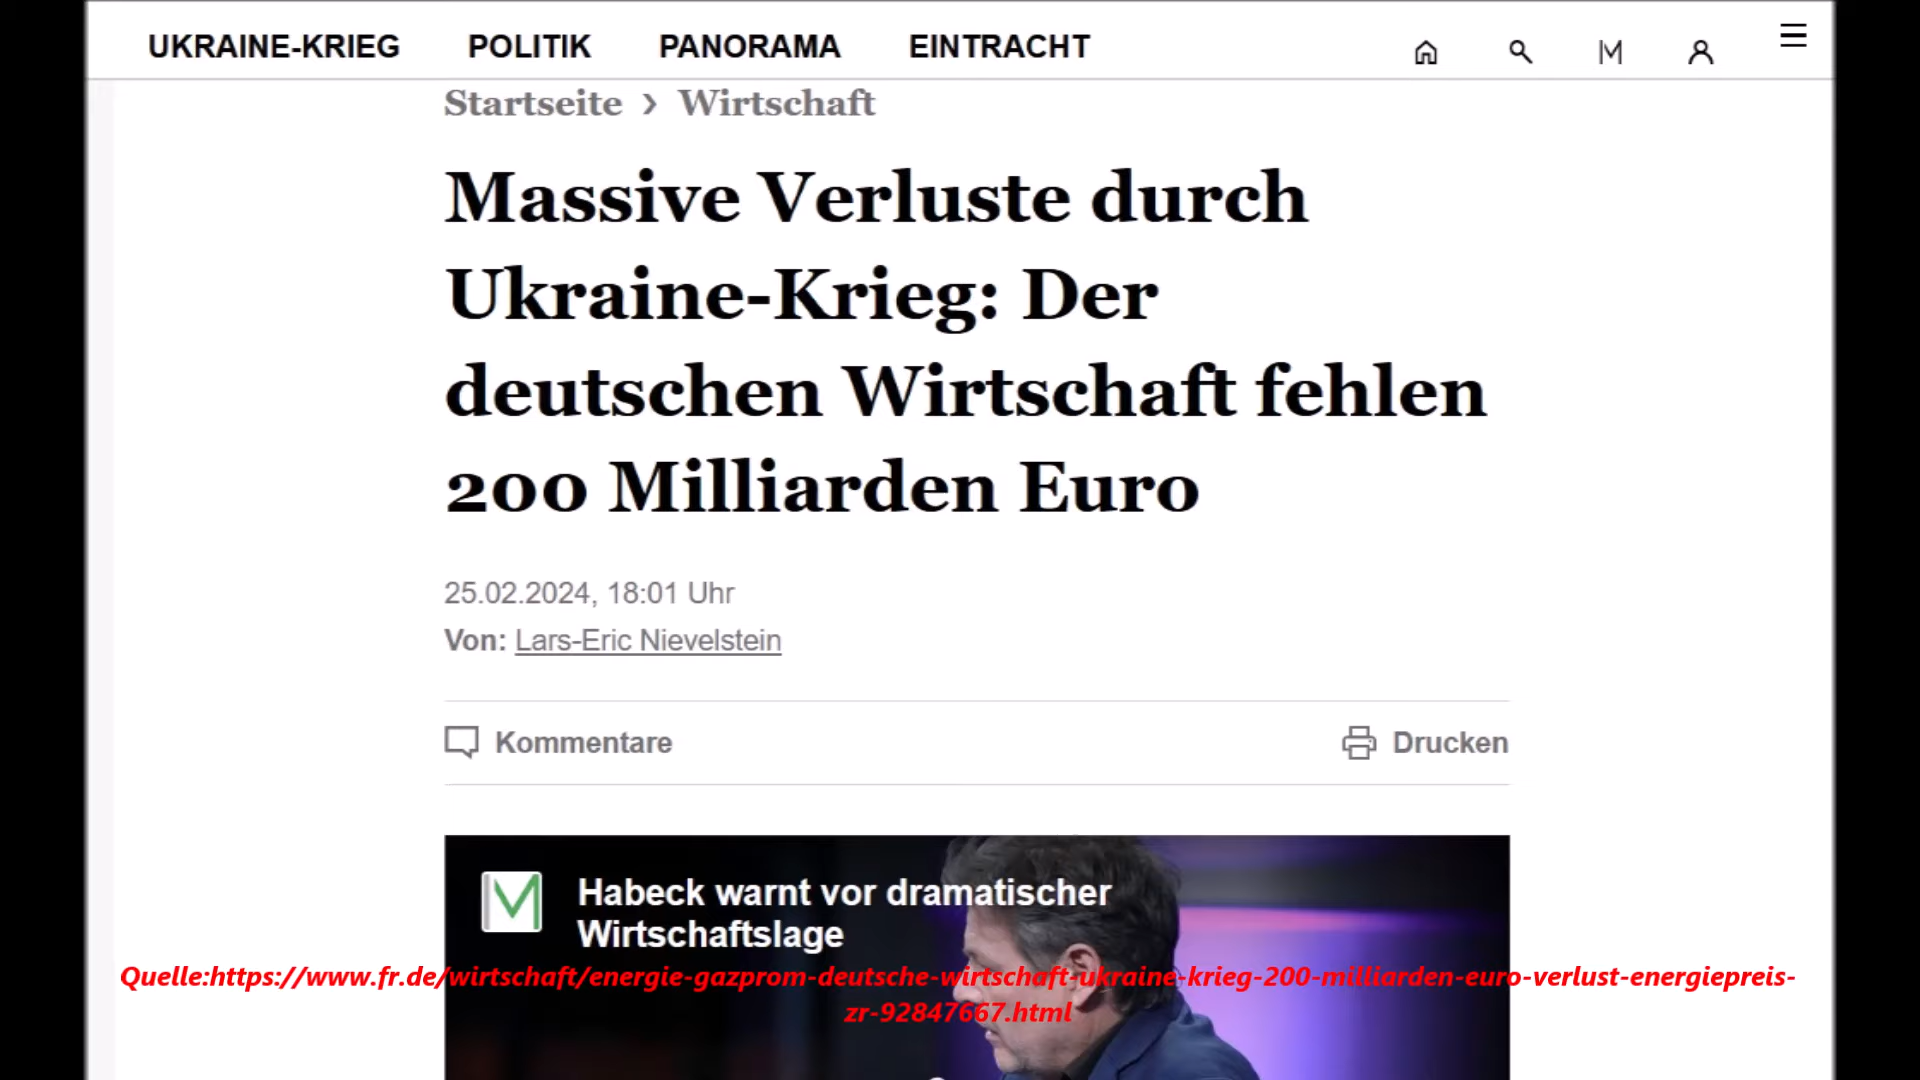 UKRAINE-KRIEG POLITIK PANORAMA EINTRACHT
Startseite › Wirtschaft
Massive Verluste durch
Ukraine-Krieg: Der
deutschen Wirtschaft fehlen
200 Milliarden Euro
25.02.2024, 18:01 Uhr
Von: Lars-Eric Nievelstein
Kommentare Drucken
Habeck warnt vor dramatischer
Wirtschaftslage
Quelle:https://www.fr.de/wirtschaft/energie-gazprom-deutsche-wirtschaft-ukraine-krieg-200-milliarden-euro-verlust-energiepreis-
zr-92847667.html